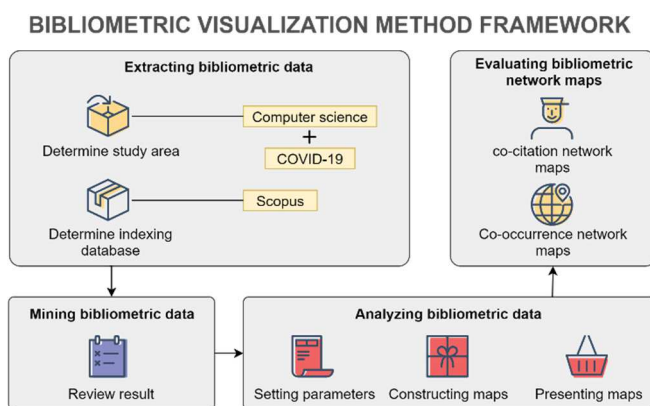 BIBLIOMETRIC VISUALIZATION METHOD FRAMEWORK
Extracting bibliometric data
Determine study area
Computer science
+
COVID-19
Determine indexing
database
Scopus
Mining bibliometric data
Review result
Analyzing bibliometric data
Setting parameters
Constructing maps
Presenting maps
Evaluating bibliometric
network maps
co-citation network
maps
Co-occurrence network
maps